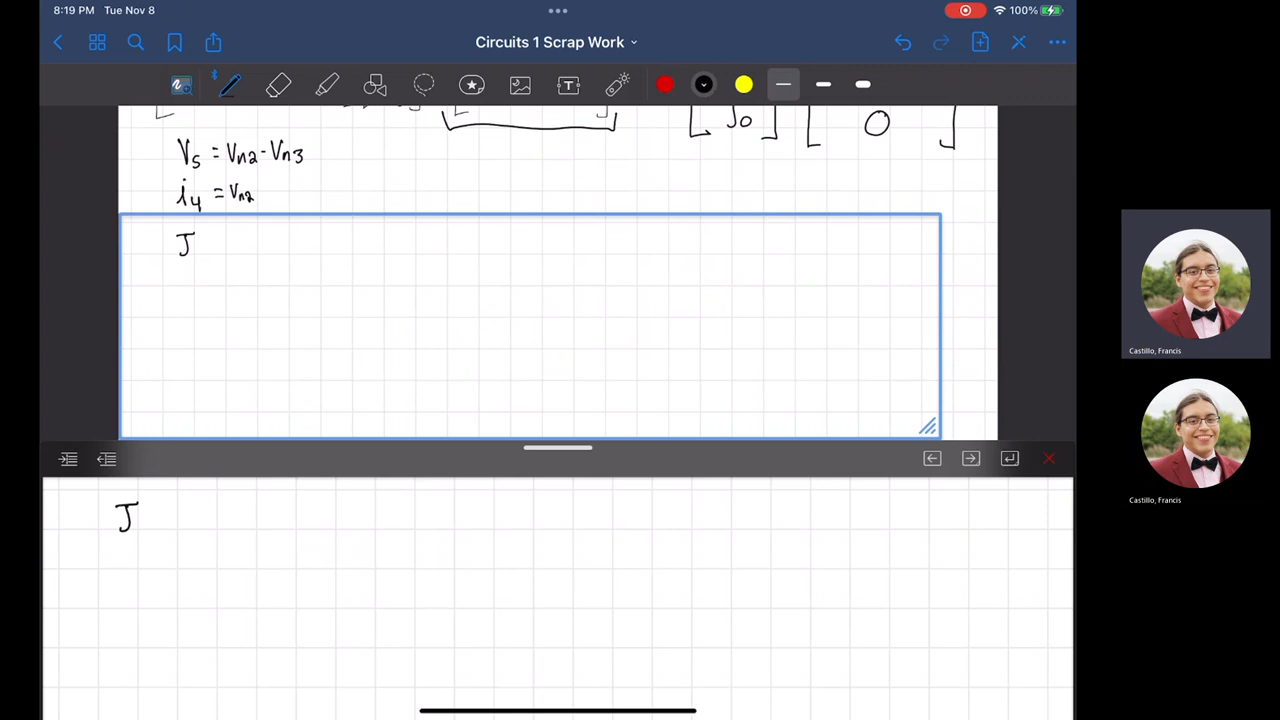 8:19 PM Tue Nov 8
100%
Circuits 1 Scrap Work
T
J0
0
V5 = Vn2 - Vn3
i4 = Vn2
J
J
Castillo, Francis
Castillo, Francis